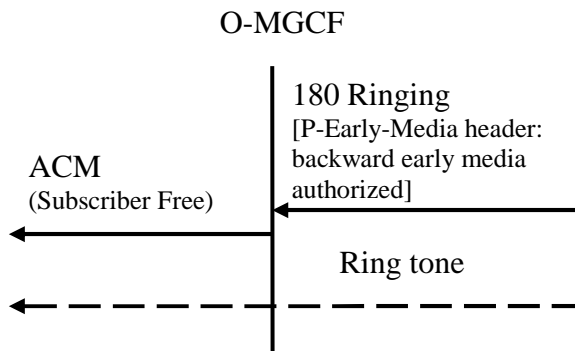 O-MGCF
180 Ringing
[P-Early-Media header:
backward early media
authorized]
ACM
(Subscriber Free)
Ring tone